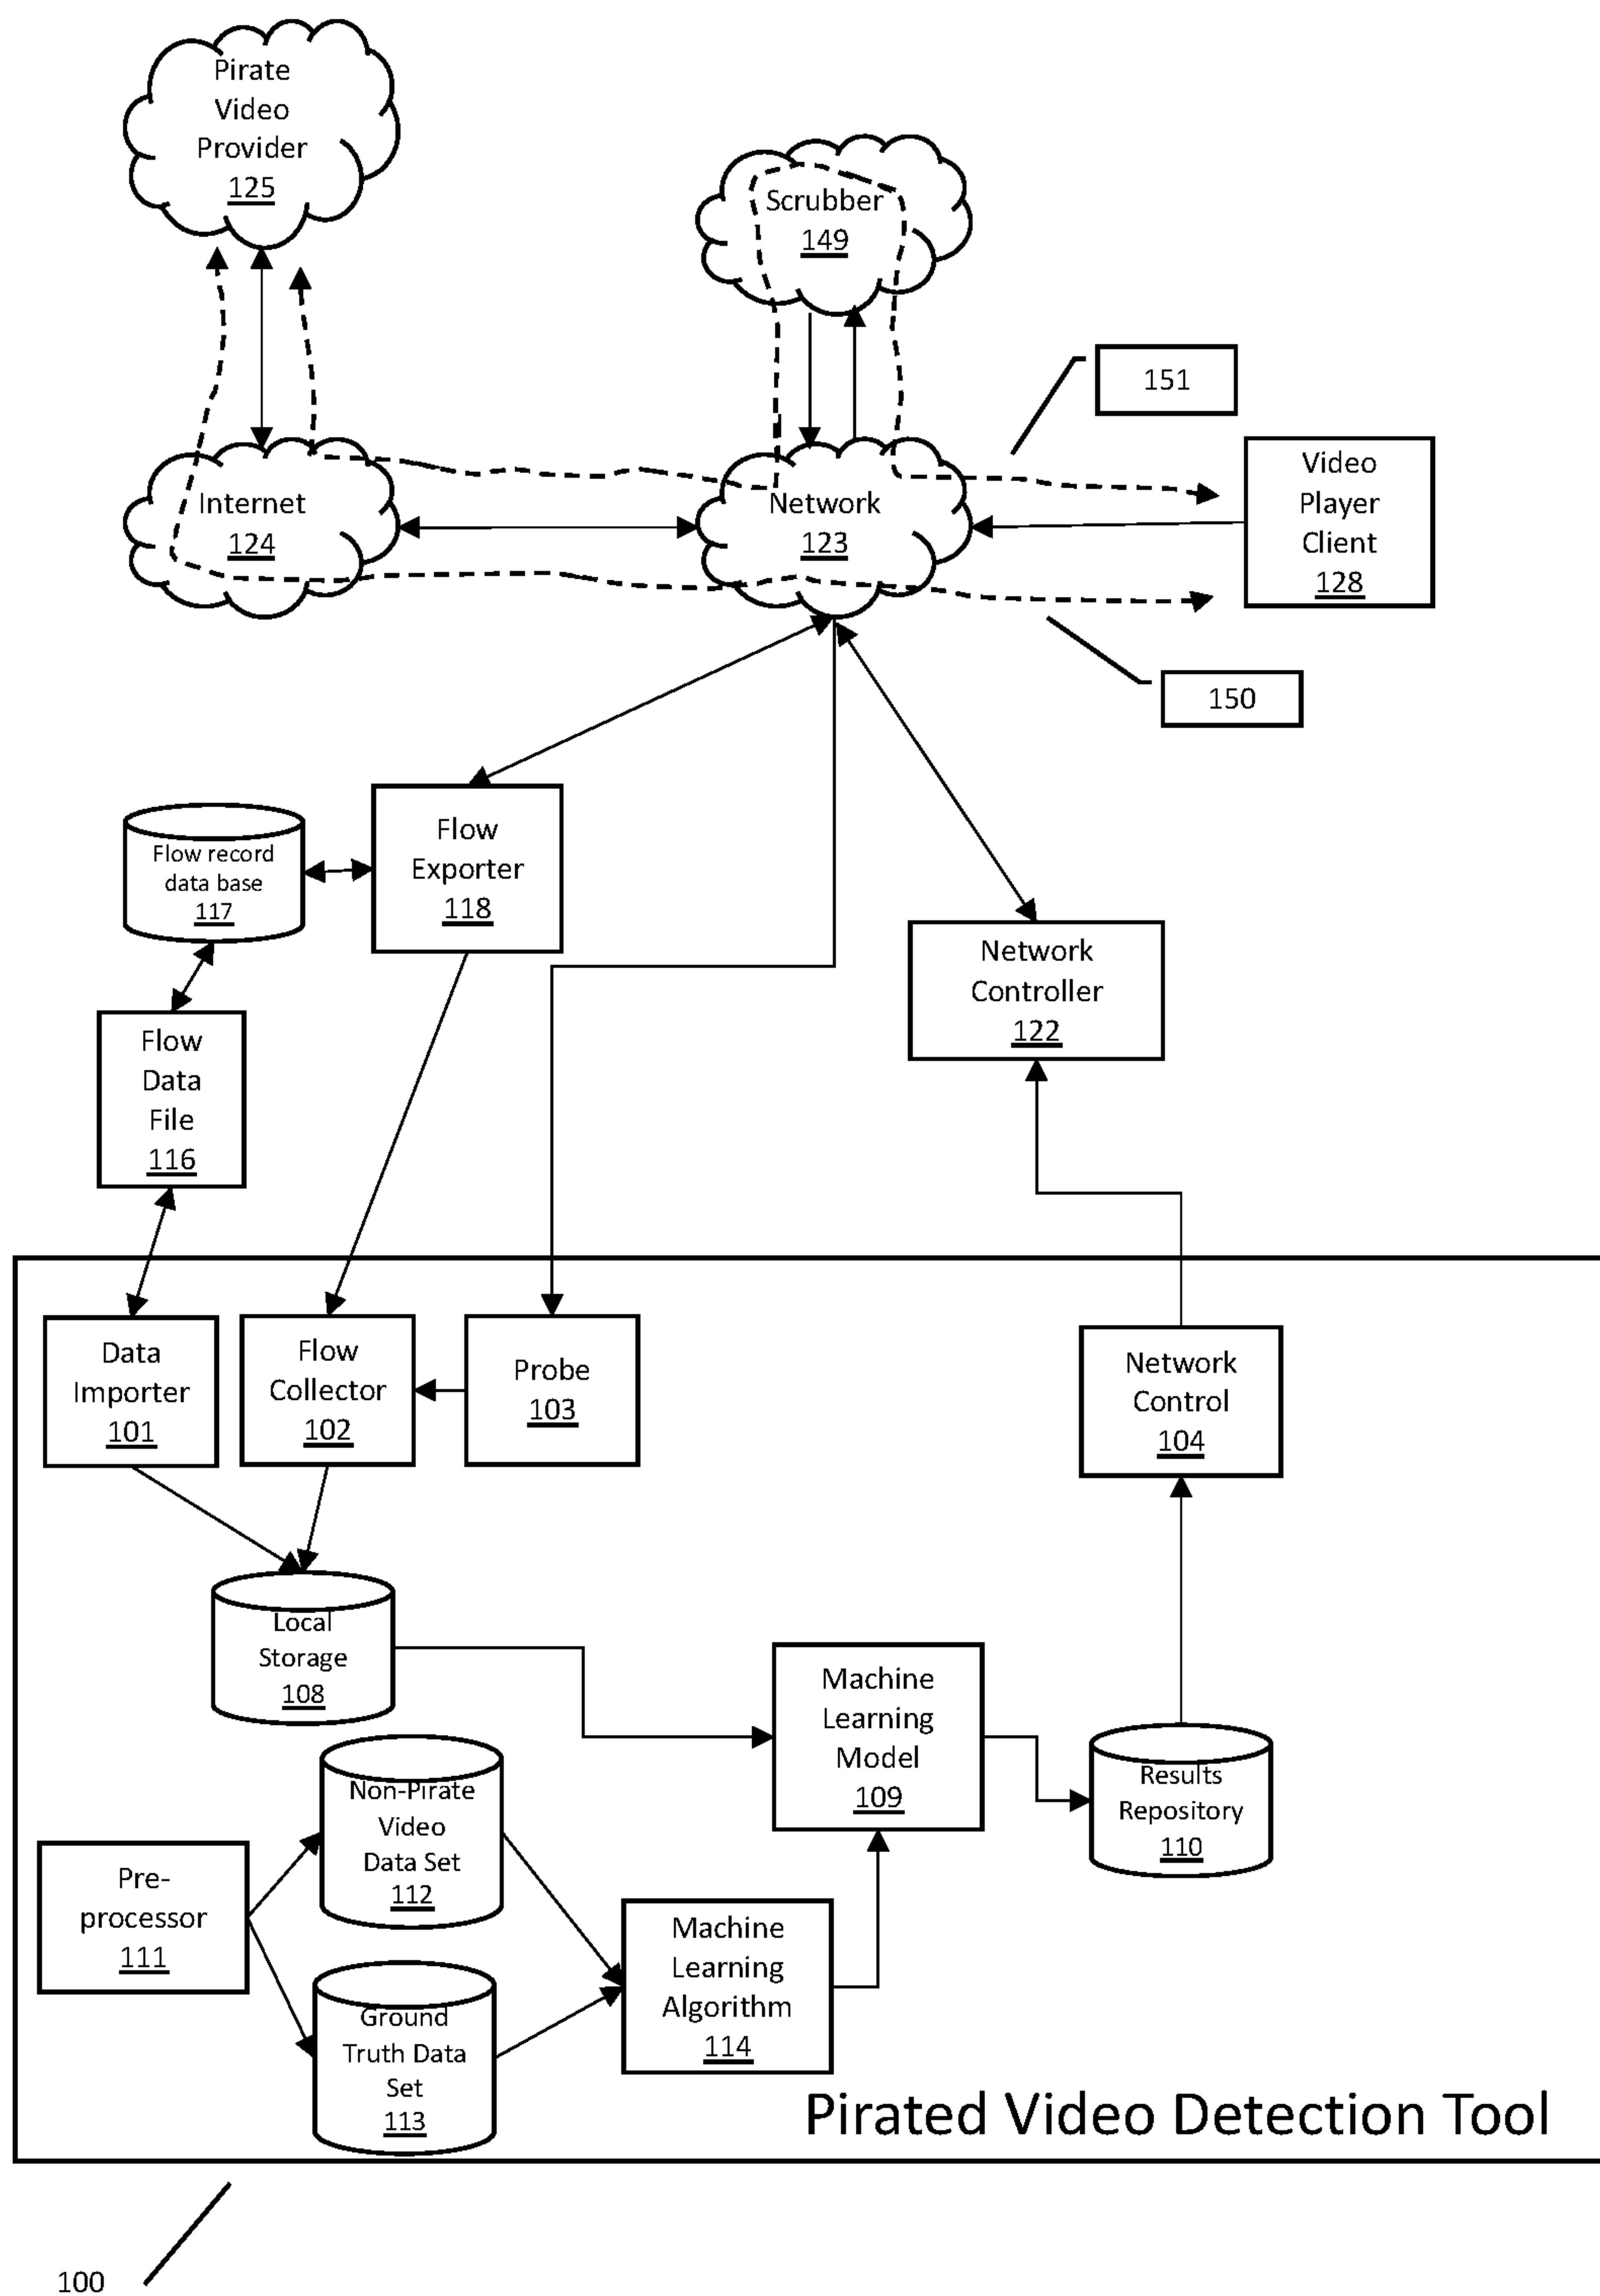 Pirate
Video
Provider
125
Scrubber
149
151
Internet
124
Network
123
Video
Player
Client
128
150
Flow record
data base
117
Flow
Exporter
118
Network
Controller
122
Flow
Data
File
116
Data
Importer
101
Flow
Collector
102
Probe
103
Network
Control
104
Local
Storage
108
Machine
Learning
Model
109
Results
Repository
110
Non-Pirate
Video
Data Set
112
Pre-
processor
111
Machine
Learning
Algorithm
114
Ground
Truth Data
Set
113
Pirated Video Detection Tool
100